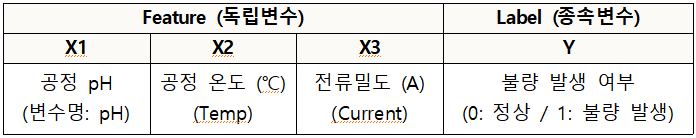 Feature (독립변수) Label (종속변수)
X1 X2 X3 Y
공정 pH 공정 온도 (℃) 전류밀도 (A) 불량 발생 여부
(변수명: pH) (Temp) (Current) (0: 정상 / 1: 불량 발생)